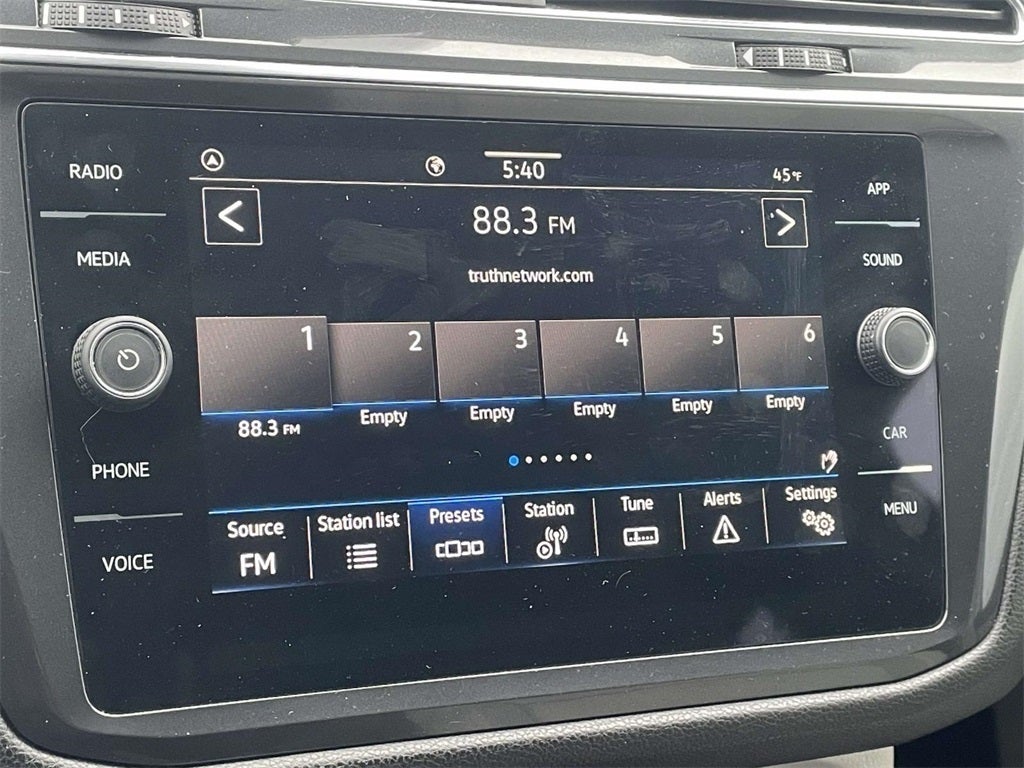 RADIO
MEDIA
PHONE
VOICE
5:40
45°F
88.3 FM
truthnetwork.com
1 2 3 4 5 6
88.3 FM Empty Empty Empty Empty Empty
Source Station list Presets Station Tune Alerts Settings
FM
APP
SOUND
CAR
MENU